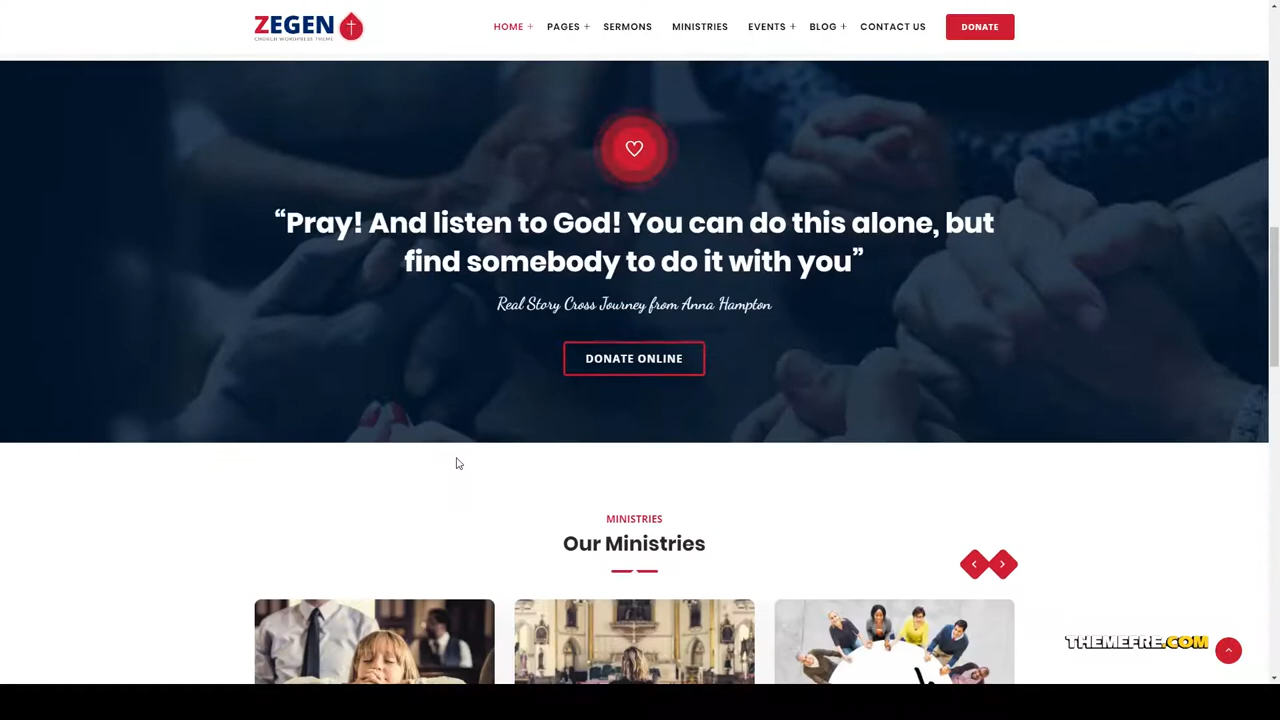 ZEGEN
CHURCH WORDPRESS THEME
HOME + PAGES + SERMONS MINISTRIES EVENTS + BLOG + CONTACT US DONATE
“Pray! And listen to God! You can do this alone, but
find somebody to do it with you”
Real Story Cross Journey from Anna Hampton
DONATE ONLINE
MINISTRIES
Our Ministries
THEMEFRE.COM